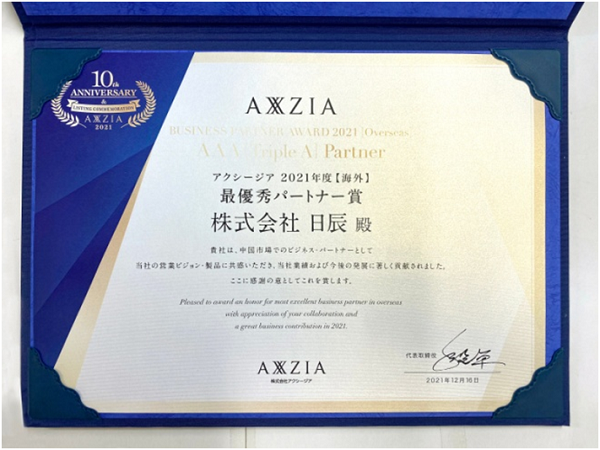 10th
ANNIVERSARY
&
LISTING COMMEMORATION
AXXZIA
2021
AXXZIA
BUSINESS PARTNER AWARD 2021 [Overseas]
AAA [Triple A] Partner
アクシージア 2021年度【海外】
最優秀パートナー賞
株式会社 日辰 殿
貴社は、中国市場でのビジネス・パートナーとして
当社の営業ビジョン・製品に共感いただき、当社業績および今後の発展に著しく貢献されました。
ここに感謝の意としてこれを賞します。
Pleased to award an honor for most excellent business partner in overseas
with appreciation of your collaboration and
a great business contribution in 2021.
代表取締役
2021年12月16日
AXXZIA
株式会社アクシージア